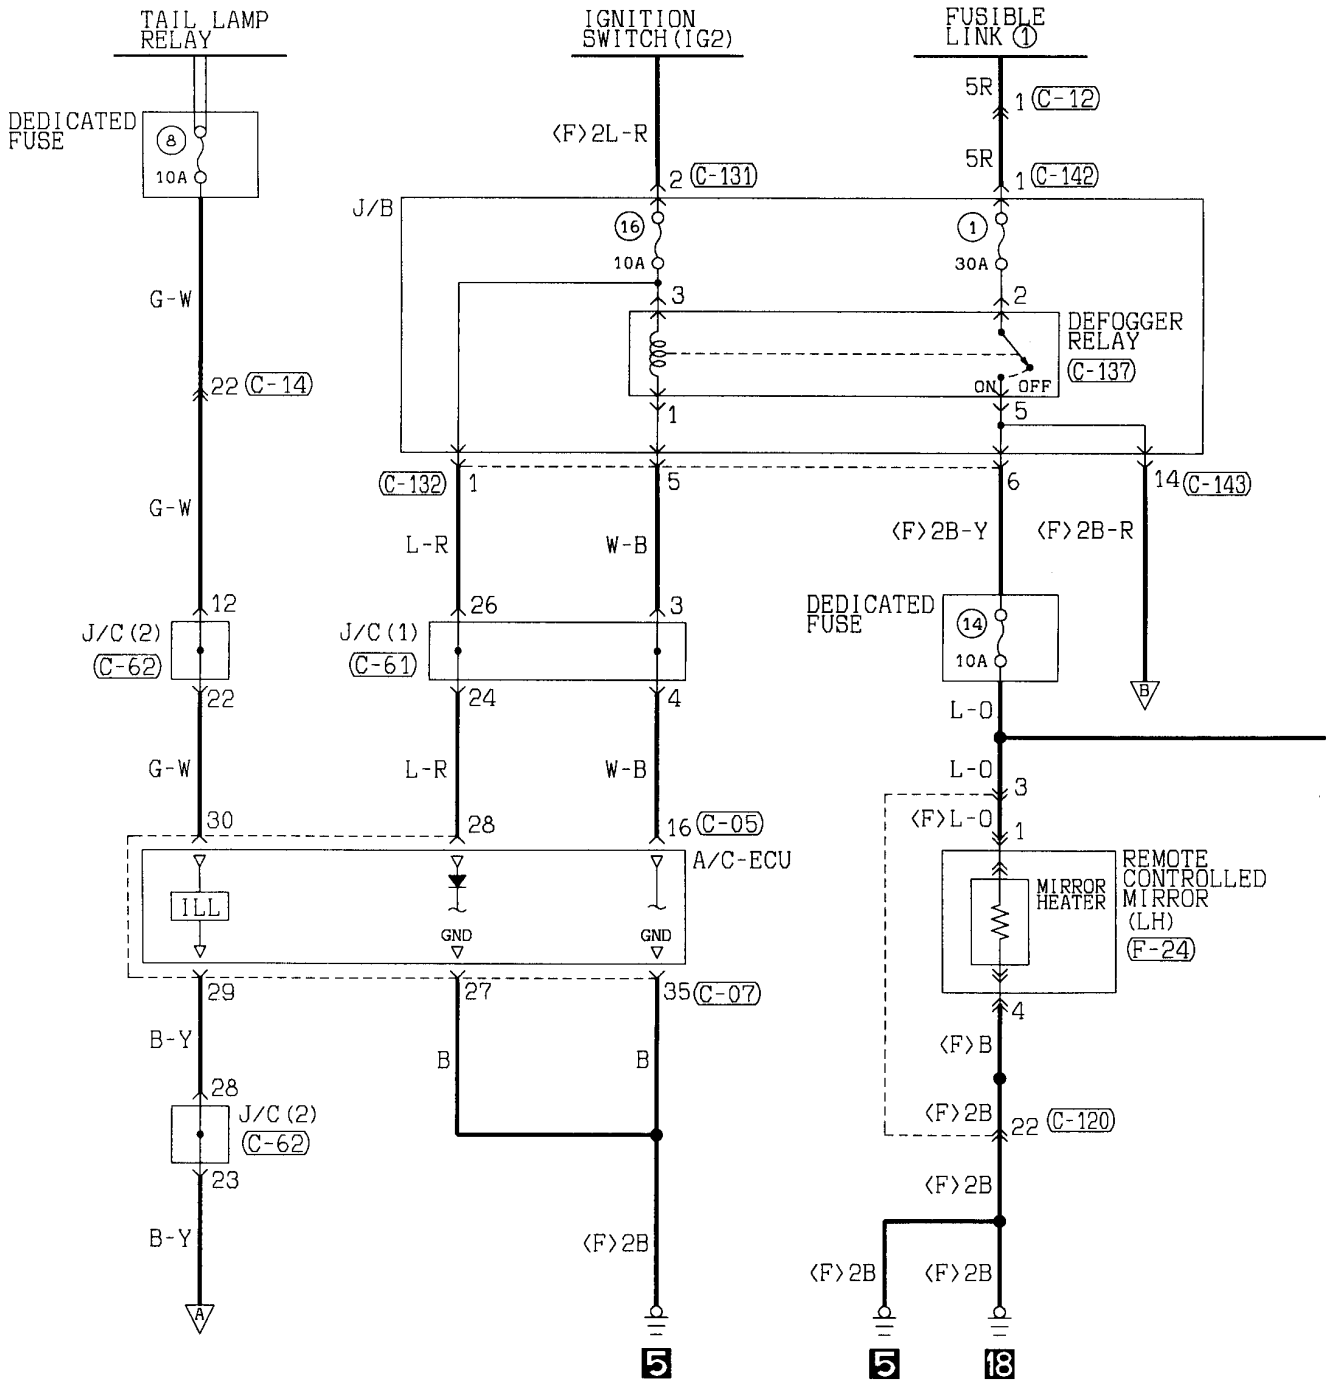 TAIL LAMP
RELAY
IGNITION
SWITCH(IG2)
FUSIBLE
LINK ①
DEDICATED
FUSE
8
10A
<F>2L-R
5R
1 C-12
5R
2 C-131
1 C-142
J/B
16
10A
1
30A
G-W
3
2
DEFOGGER
RELAY
C-137
ON OFF
22 C-14
1
5
C-132
1
5
6
14 C-143
G-W
L-R
W-B
<F>2B-Y
<F>2B-R
12
26
3
DEDICATED
FUSE
14
10A
J/C(2)
C-62
J/C(1)
C-61
22
24
4
B
L-O
G-W
L-R
W-B
L-O
3
<F>L-O
1
30
28
16 C-05
A/C-ECU
ILL
GND
GND
MIRROR
HEATER
REMOTE
CONTROLLED
MIRROR
(LH)
F-24
29
27
35 C-07
4
B-Y
B
B
<F>B
28
J/C(2)
C-62
<F>2B
22 C-120
23
<F>2B
B-Y
<F>2B
<F>2B
<F>2B
A
5
5
18